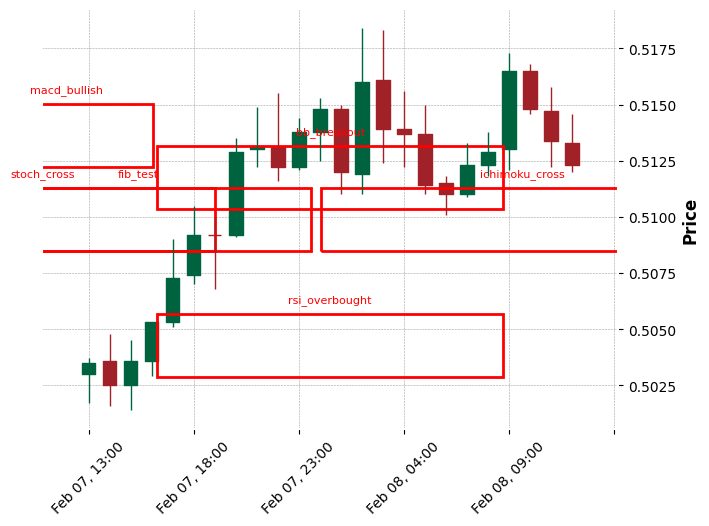 0.5175
macd_bullish
0.5150
bb_breakout
0.5125
stoch_cross
fib_test
ichimoku_cross
0.5100
Price
0.5075
rsi_overbought
0.5050
0.5025
Feb 07, 13:00
Feb 07, 18:00
Feb 07, 23:00
Feb 08, 04:00
Feb 08, 09:00